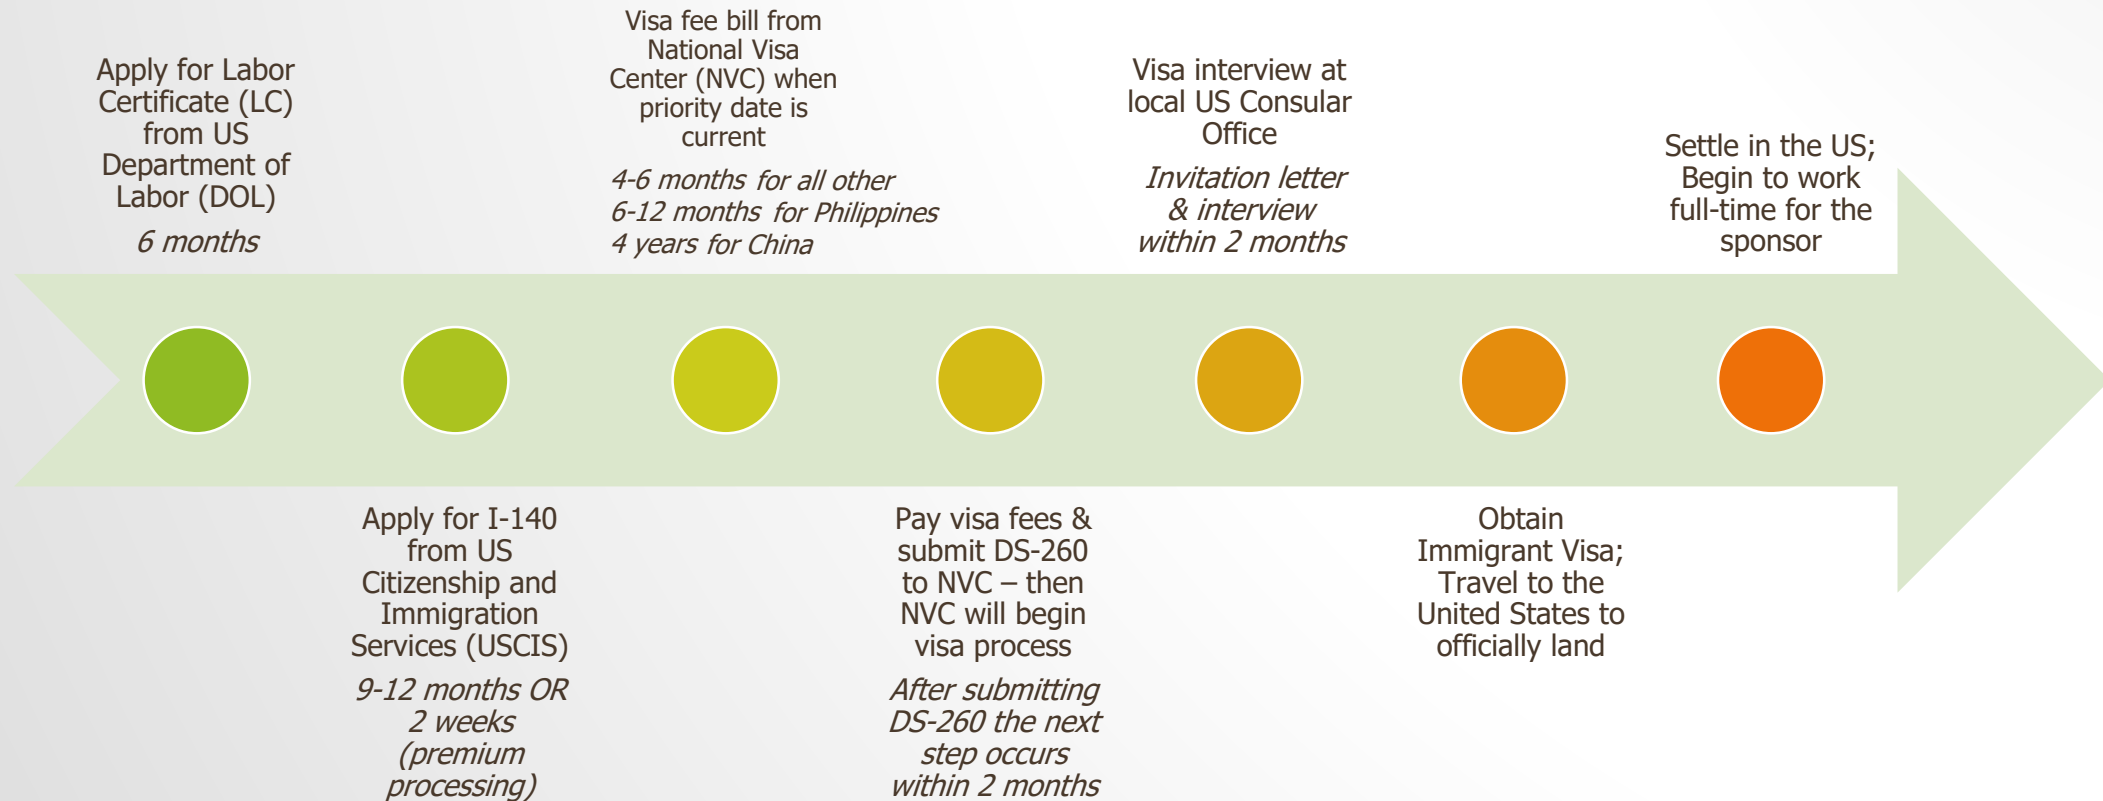 Apply for Labor
Certificate (LC)
from US
Department of
Labor (DOL)
6 months
Apply for I-140
from US
Citizenship and
Immigration
Services (USCIS)
9-12 months OR
2 weeks
(premium
processing)
Visa fee bill from
National Visa
Center (NVC) when
priority date is
current
4-6 months for all other
6-12 months for Philippines
4 years for China
Pay visa fees &
submit DS-260
to NVC – then
NVC will begin
visa process
After submitting
DS-260 the next
step occurs
within 2 months
Visa interview at
local US Consular
Office
Invitation letter
& interview
within 2 months
Obtain
Immigrant Visa;
Travel to the
United States to
officially land
Settle in the US;
Begin to work
full-time for the
sponsor